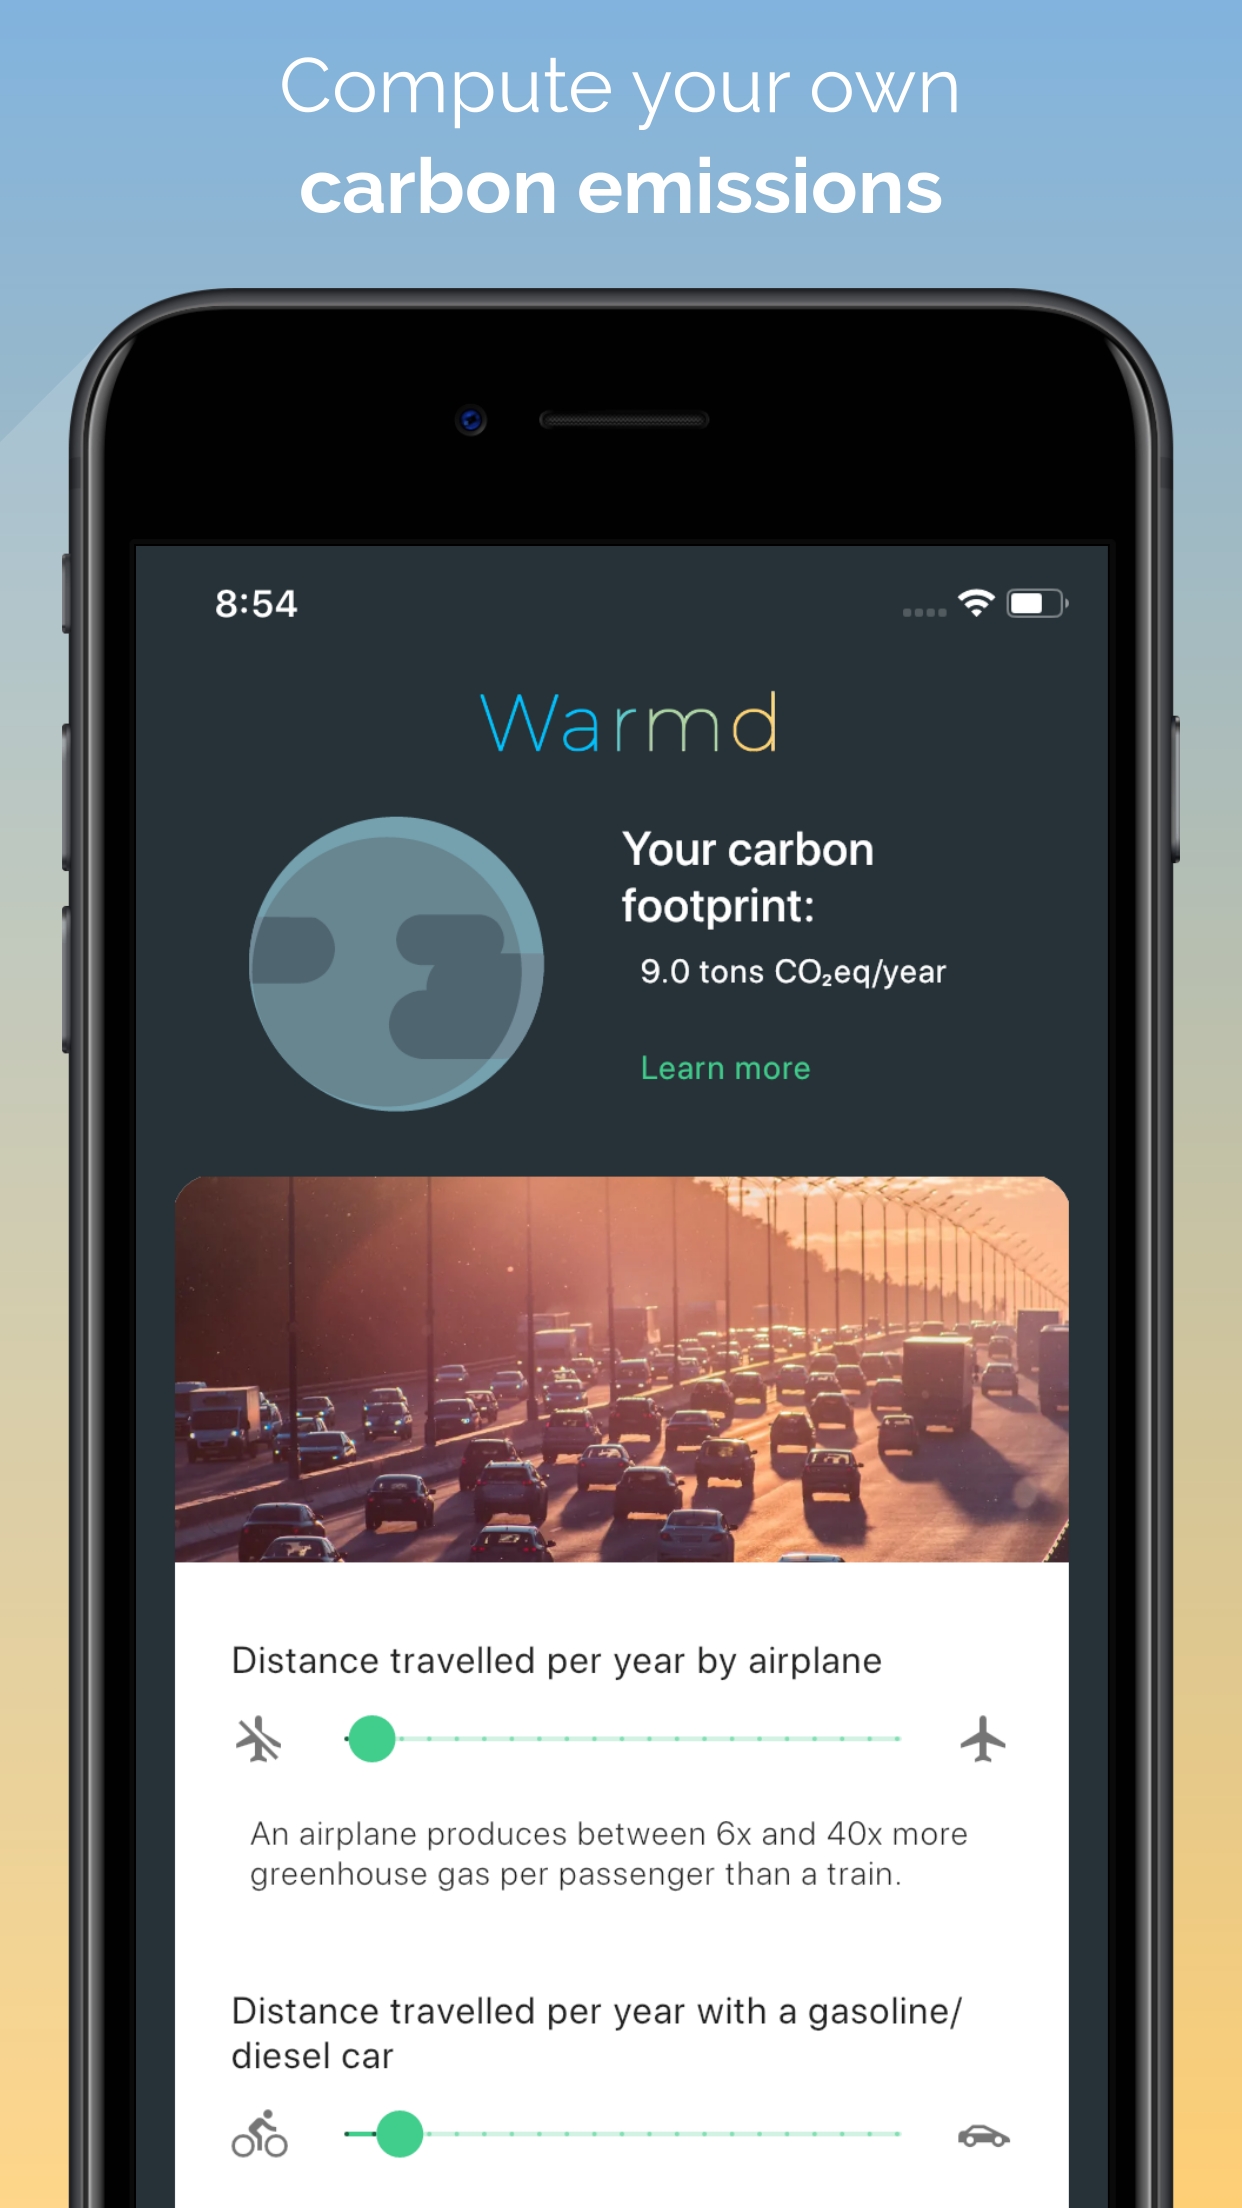 Compute your own
carbon emissions
8:54
Warmd
Your carbon
footprint:
9.0 tons CO₂eq/year
Learn more
Distance travelled per year by airplane
An airplane produces between 6x and 40x more
greenhouse gas per passenger than a train.
Distance travelled per year with a gasoline/
diesel car